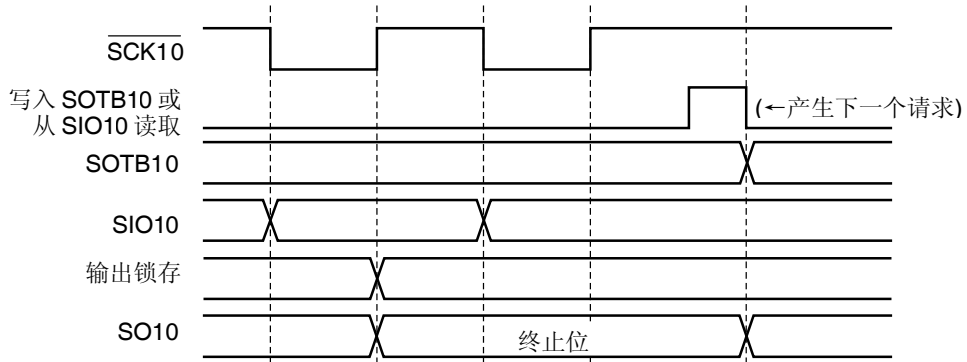 SCK10
写入 SOTB10 或
从 SIO10 读取
(←产生下一个请求)
SOTB10
SIO10
输出锁存
SO10
终止位